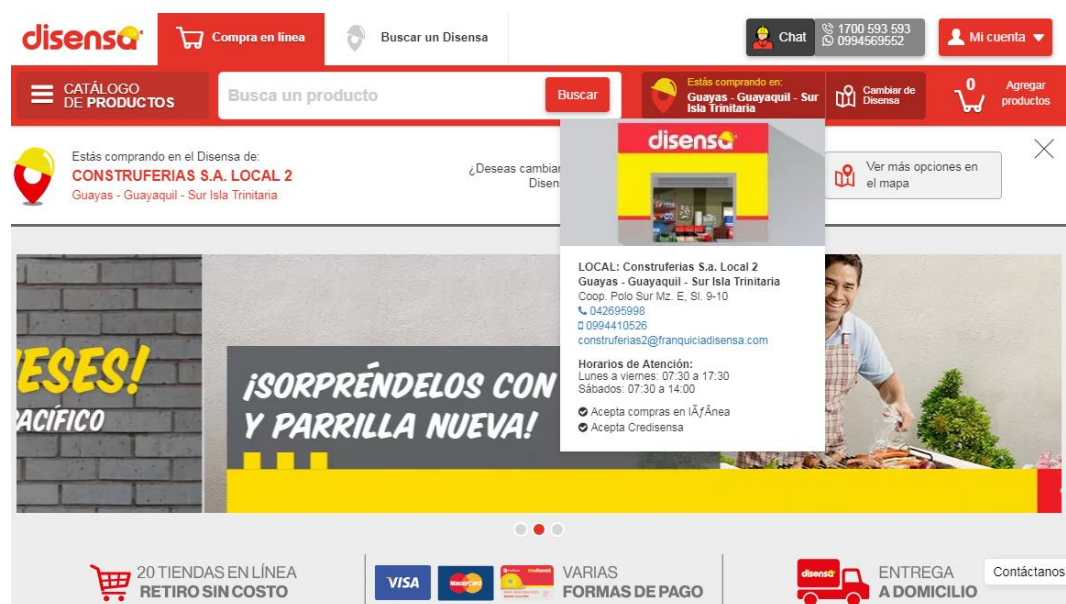 disensa
Compra en línea
Buscar un Disensa
Chat
1700 593 593
0994569552
Mi cuenta
CATÁLOGO
DE PRODUCTOS
Busca un producto
Buscar
Estás comprando en:
Guayas - Guayaquil - Sur
Isla Trinitaria
Cambiar de
Disensa
0
Agregar
productos
Estás comprando en el Disensa de:
CONSTRUFERIAS S.A. LOCAL 2
Guayas - Guayaquil - Sur Isla Trinitaria
¿Deseas cambiar
Disen
Ver más opciones en
el mapa
disensa
LOCAL: Construferias S.a. Local 2
Guayas - Guayaquil - Sur Isla Trinitaria
Coop. Polo Sur Mz. E, Sl. 9-10
042695998
0994410526
construferias2@franquiciadisensa.com
Horarios de Atención:
Lunes a viernes: 07:30 a 17:30
Sábados: 07:30 a 14:00
Acepta compras en lÃƒÂnea
Acepta Credisensa
ESES!
ACÍFICO
¡SORPRÉNDELOS CON
Y PARRILLA NUEVA!
20 TIENDAS EN LÍNEA
RETIRO SIN COSTO
VISA
MasterCard
VARIAS
FORMAS DE PAGO
disensa
ENTREGA
A DOMICILIO
Contáctanos